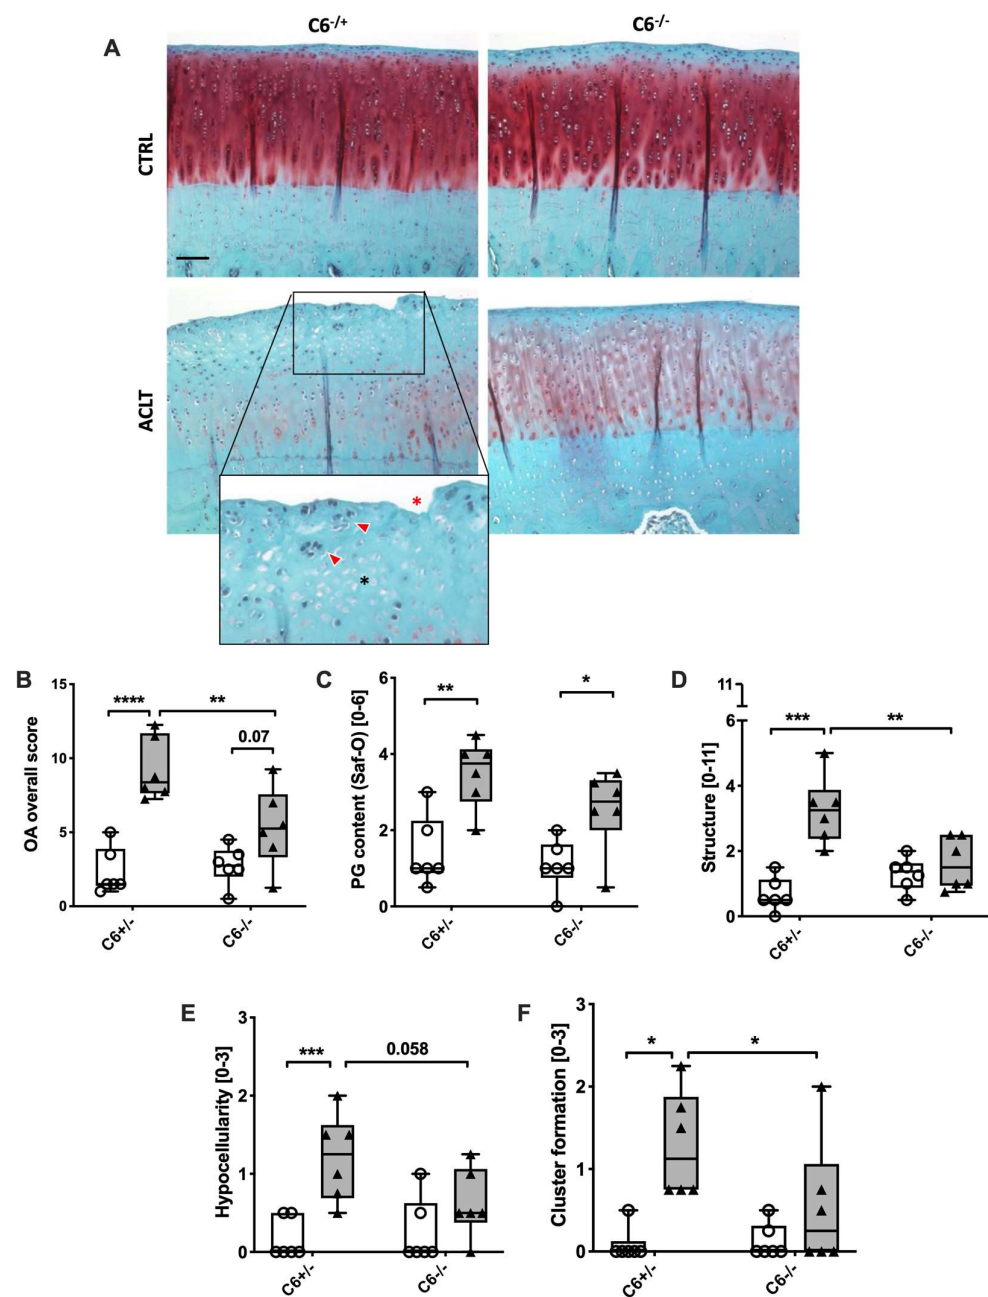 C6-/+ C6-/-
A
CTRL
ACLT
*
*
B
OA overall score
15
10
5
0
****
**
0.07
C6+/-
C6-/-
C
PG content (Saf-O) [0-6]
6
4
2
0
**
*
C6+/-
C6-/-
D
Structure [0-11]
11
6
4
2
0
***
**
C6+/-
C6-/-
E
Hypocellularity [0-3]
3
2
1
0
***
0.058
C6+/-
C6-/-
F
Cluster formation [0-3]
3
2
1
0
*
*
C6+/-
C6-/-